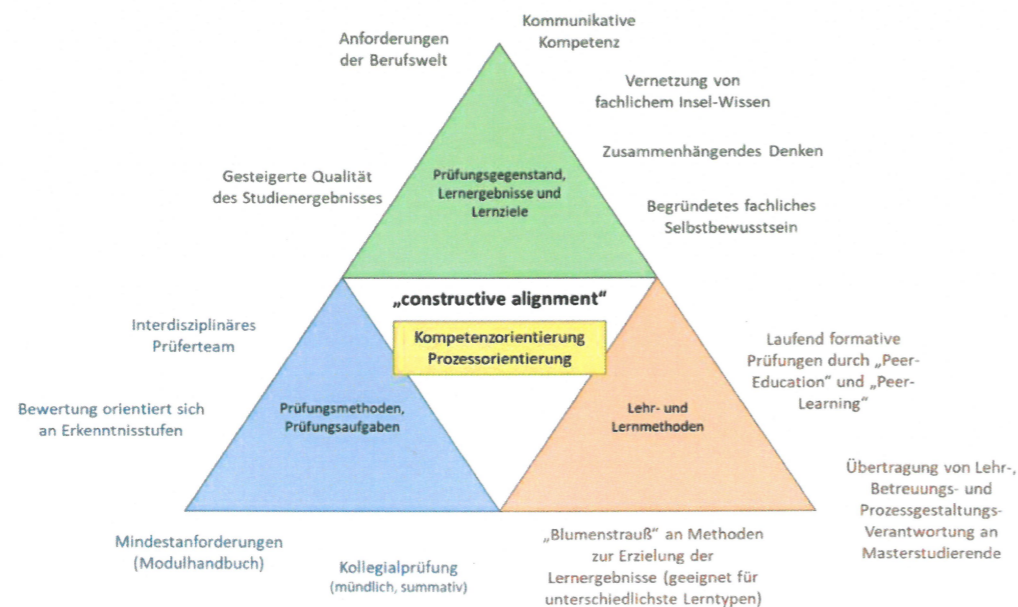 Kommunikative
Kompetenz
Anforderungen
der Berufswelt
Vernetzung von
fachlichem Insel-Wissen
Zusammenhängendes Denken
Gesteigerte Qualität
des Studienergebnisses
Prüfungsgegenstand,
Lernergebnisse und
Lernziele
Begründetes fachliches
Selbstbewusstsein
„constructive alignment“
Kompetenzorientierung
Prozessorientierung
Interdisziplinäres
Prüferteam
Laufend formative
Prüfungen durch „Peer-
Education“ und „Peer-
Learning“
Bewertung orientiert sich
an Erkenntnisstufen
Prüfungsmethoden,
Prüfungsaufgaben
Lehr- und
Lernmethoden
Übertragung von Lehr-,
Betreuungs- und
Prozessgestaltungs-
Verantwortung an
Masterstudierende
Mindestanforderungen
(Modulhandbuch)
Kollegialprüfung
(mündlich, summativ)
„Blumenstrauß“ an Methoden
zur Erzielung der
Lernergebnisse (geeignet für
unterschiedlichste Lerntypen)